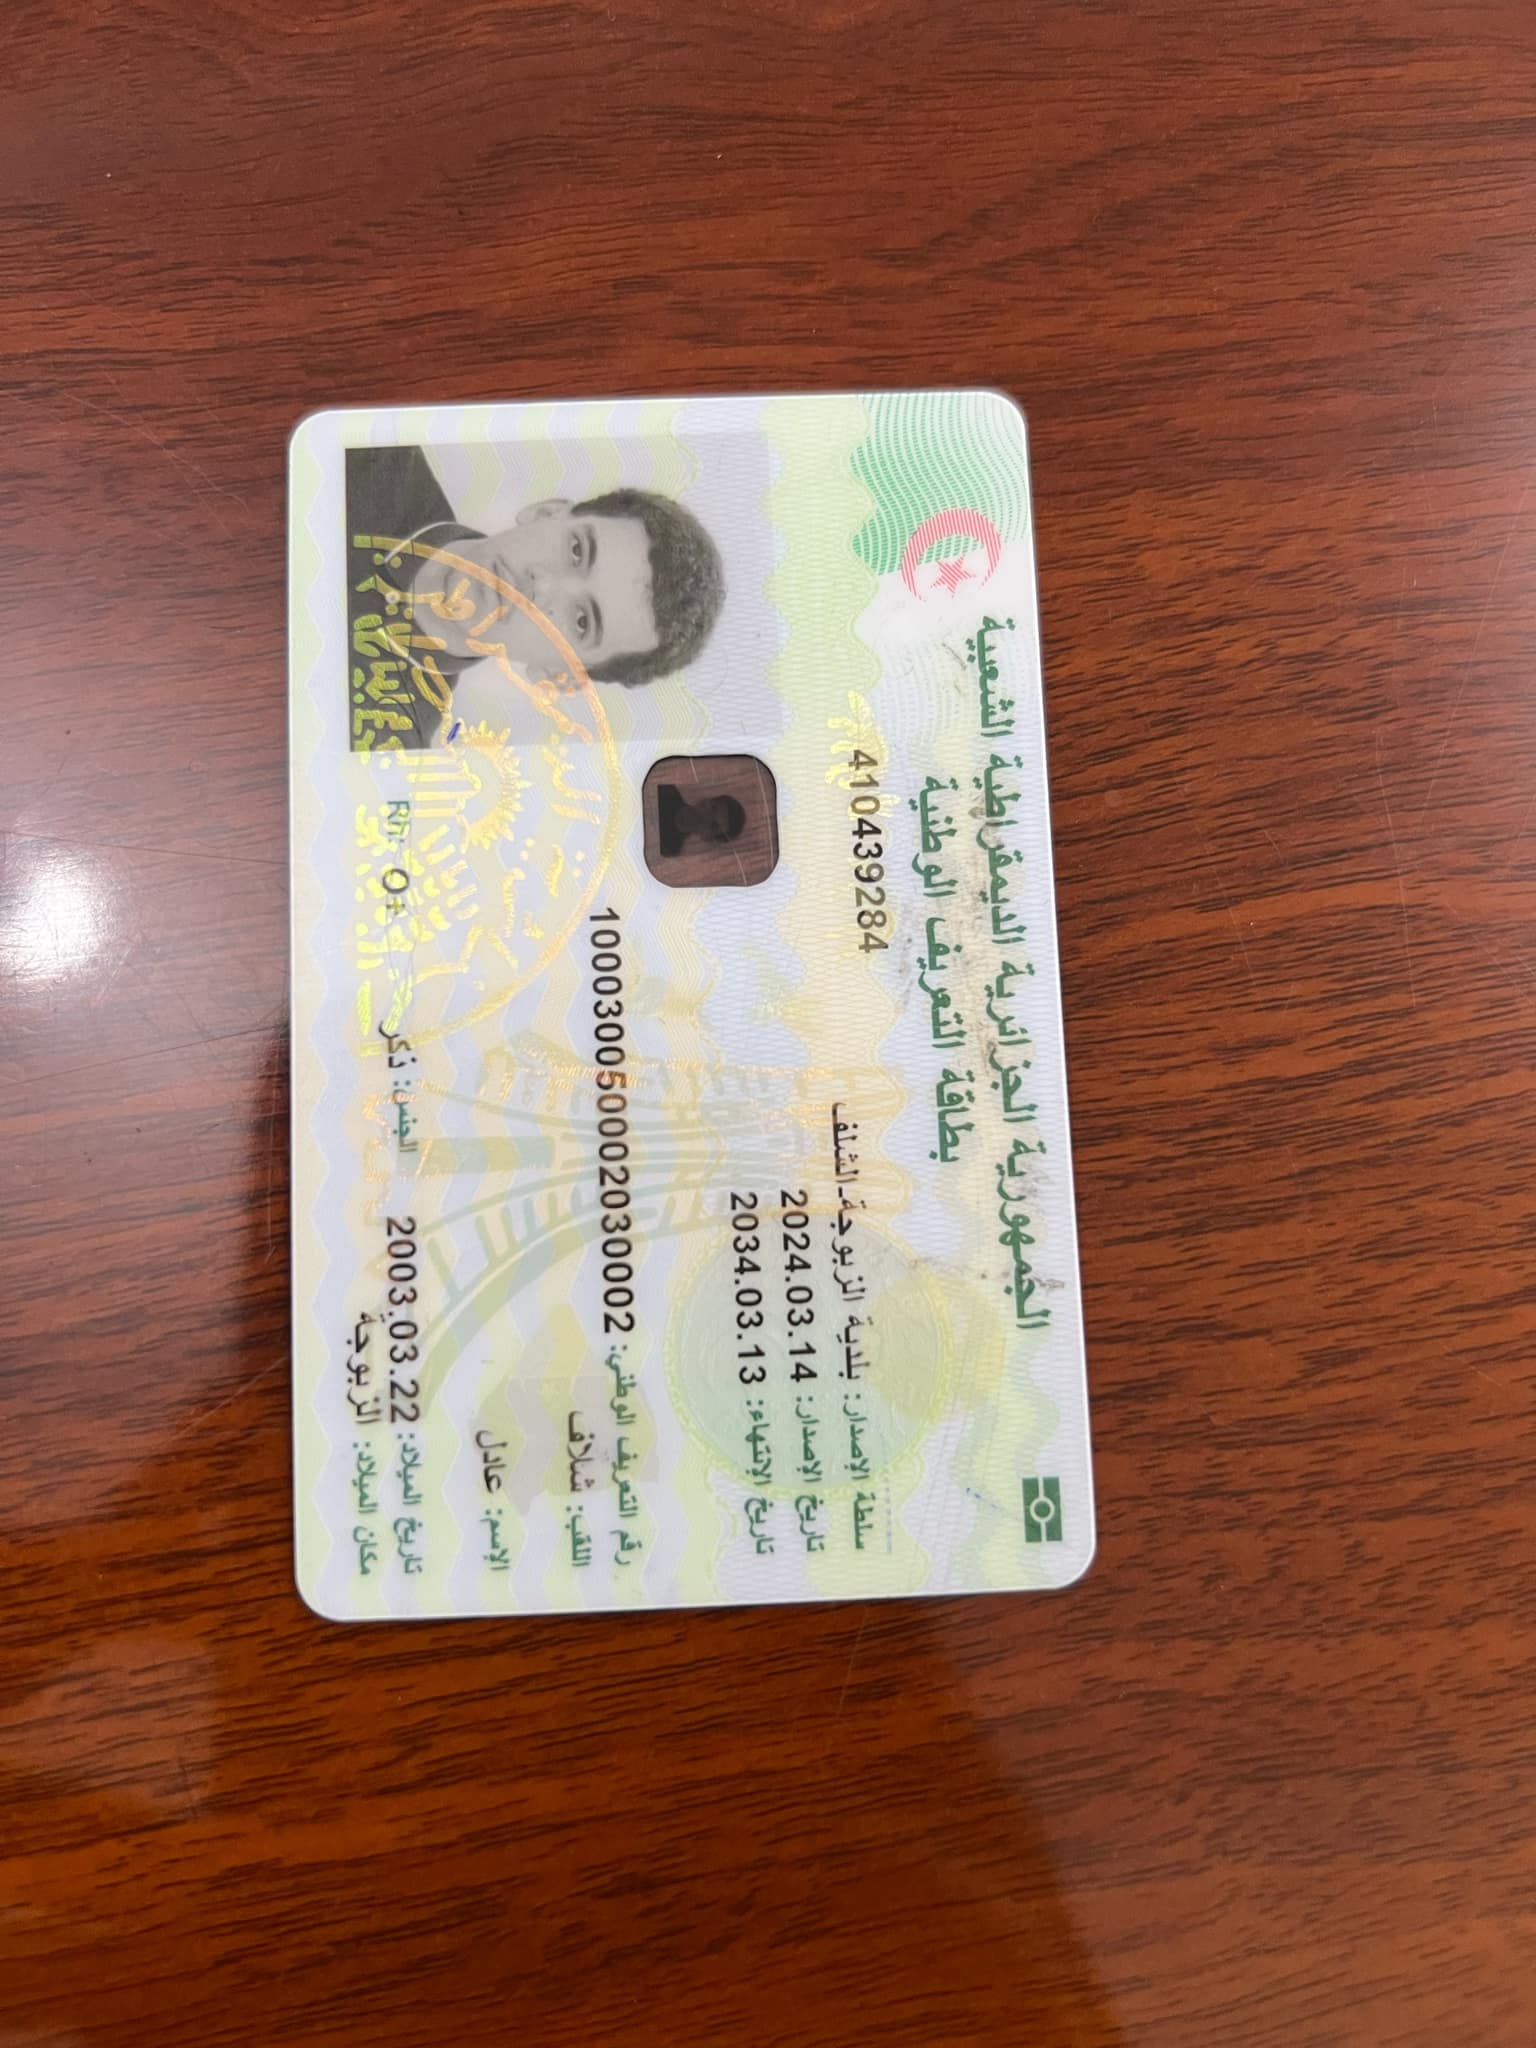 الجمهورية الجزائرية الديمقراطية الشعبية
بطاقة التعريف الوطنية
410439284
سلطة الإصدار: بلدية الزبوجة-الشلف
تاريخ الإصدار: 2024.03.14
تاريخ الإنتهاء: 2034.03.13
رقم التعريف الوطني: 100030050002030002
اللقب: شلاف
الإسم: عادل
تاريخ الميلاد: 2003.03.22 الجنس: ذكر Rh: O+
مكان الميلاد: الزبوجة